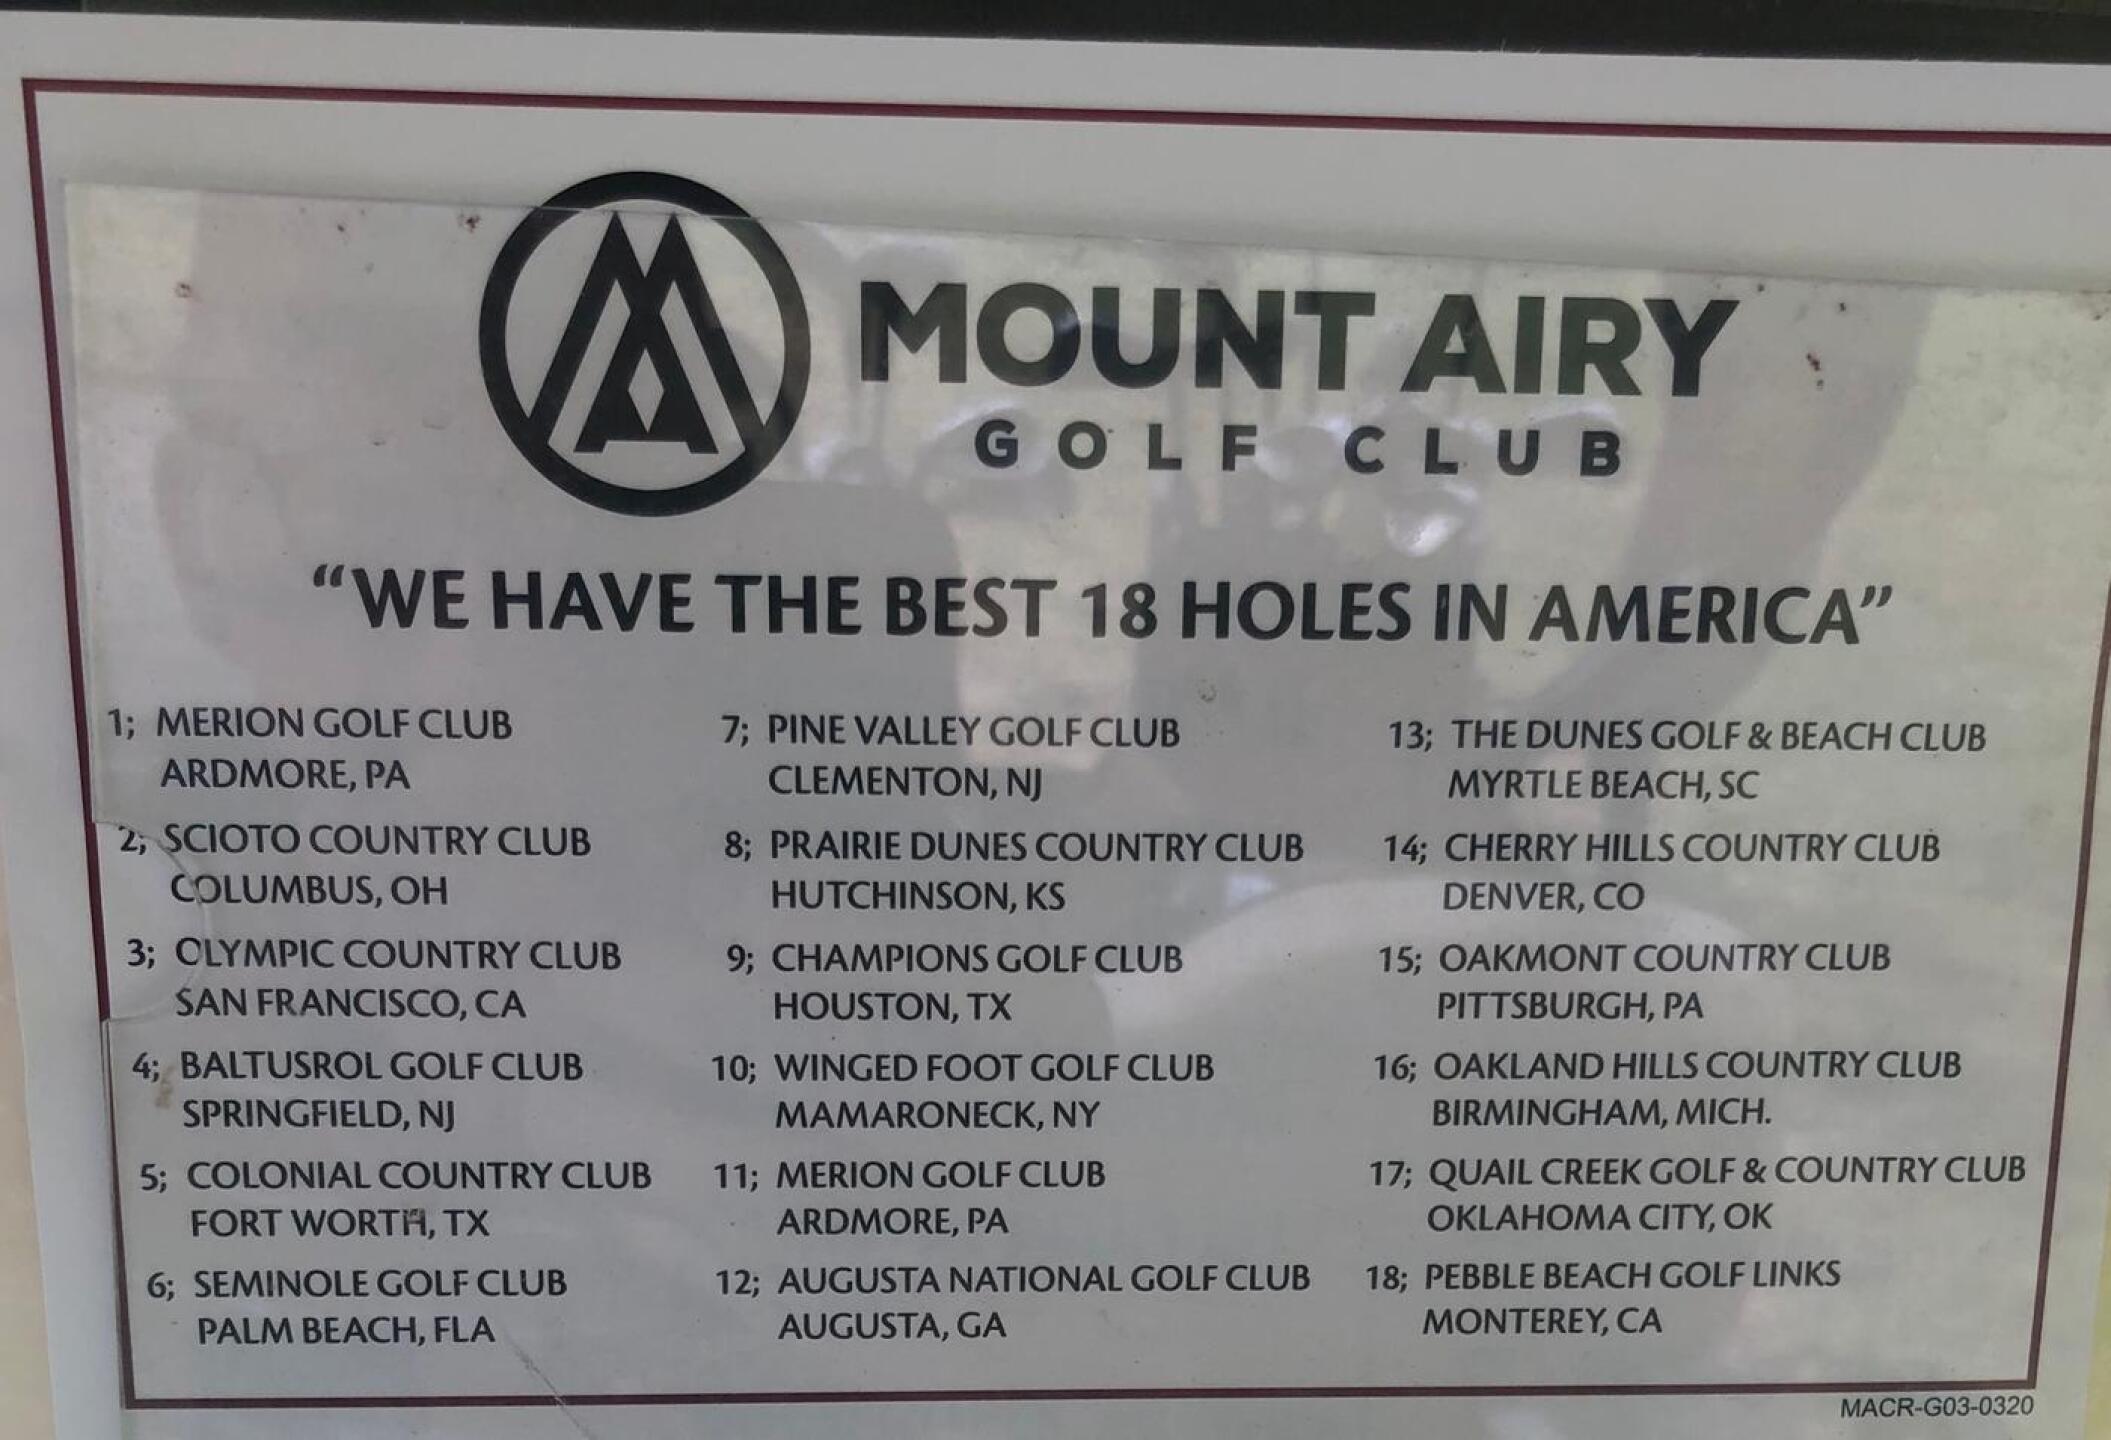 MOUNT AIRY
GOLF CLUB
“WE HAVE THE BEST 18 HOLES IN AMERICA”
1; MERION GOLF CLUB
ARDMORE, PA
2; SCIOTO COUNTRY CLUB
COLUMBUS, OH
3; OLYMPIC COUNTRY CLUB
SAN FRANCISCO, CA
4; BALTUSROL GOLF CLUB
SPRINGFIELD, NJ
5; COLONIAL COUNTRY CLUB
FORT WORTH, TX
6; SEMINOLE GOLF CLUB
PALM BEACH, FLA
7; PINE VALLEY GOLF CLUB
CLEMENTON, NJ
8; PRAIRIE DUNES COUNTRY CLUB
HUTCHINSON, KS
9; CHAMPIONS GOLF CLUB
HOUSTON, TX
10; WINGED FOOT GOLF CLUB
MAMARONECK, NY
11; MERION GOLF CLUB
ARDMORE, PA
12; AUGUSTA NATIONAL GOLF CLUB
AUGUSTA, GA
13; THE DUNES GOLF & BEACH CLUB
MYRTLE BEACH, SC
14; CHERRY HILLS COUNTRY CLUB
DENVER, CO
15; OAKMONT COUNTRY CLUB
PITTSBURGH, PA
16; OAKLAND HILLS COUNTRY CLUB
BIRMINGHAM, MICH.
17; QUAIL CREEK GOLF & COUNTRY CLUB
OKLAHOMA CITY, OK
18; PEBBLE BEACH GOLF LINKS
MONTEREY, CA
MACR-G03-0320